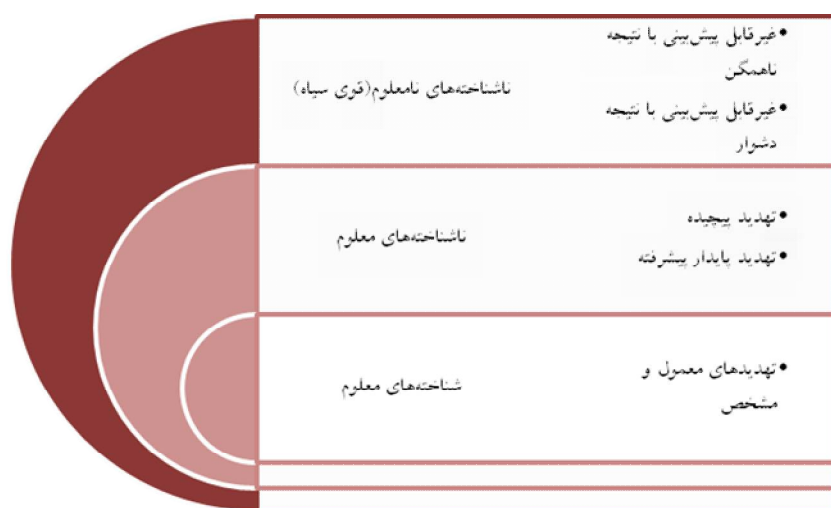 •غیرقابل پیش‌بینی با نتیجه
ناهمگن
•غیرقابل پیش‌بینی با نتیجه
دشوار
ناشناخته‌های نامعلوم(قوی سیاه)
•تهدید پیچیده
•تهدید پایدار پیشرفته
ناشناخته‌های معلوم
•تهدیدهای معمول و
مشخص
شناخته‌های معلوم